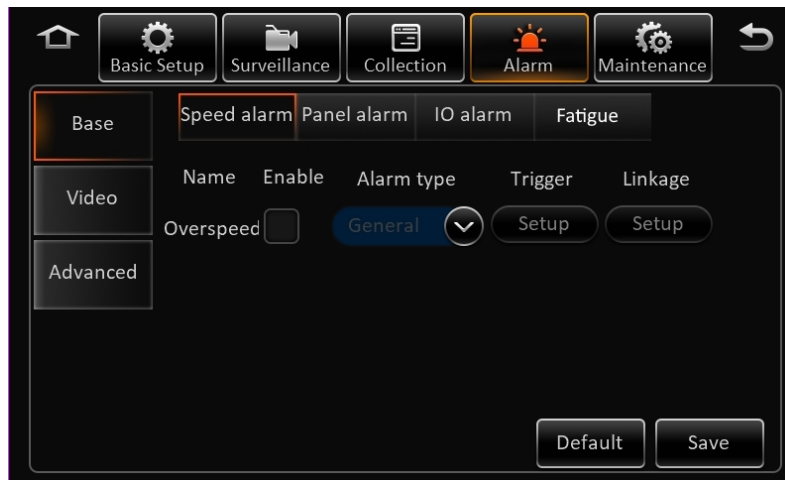 Basic Setup Surveillance Collection Alarm Maintenance
Base Speed alarm Panel alarm IO alarm Fatigue
Name Enable Alarm type Trigger Linkage
Video
Overspeed General Setup Setup
Advanced
Default Save